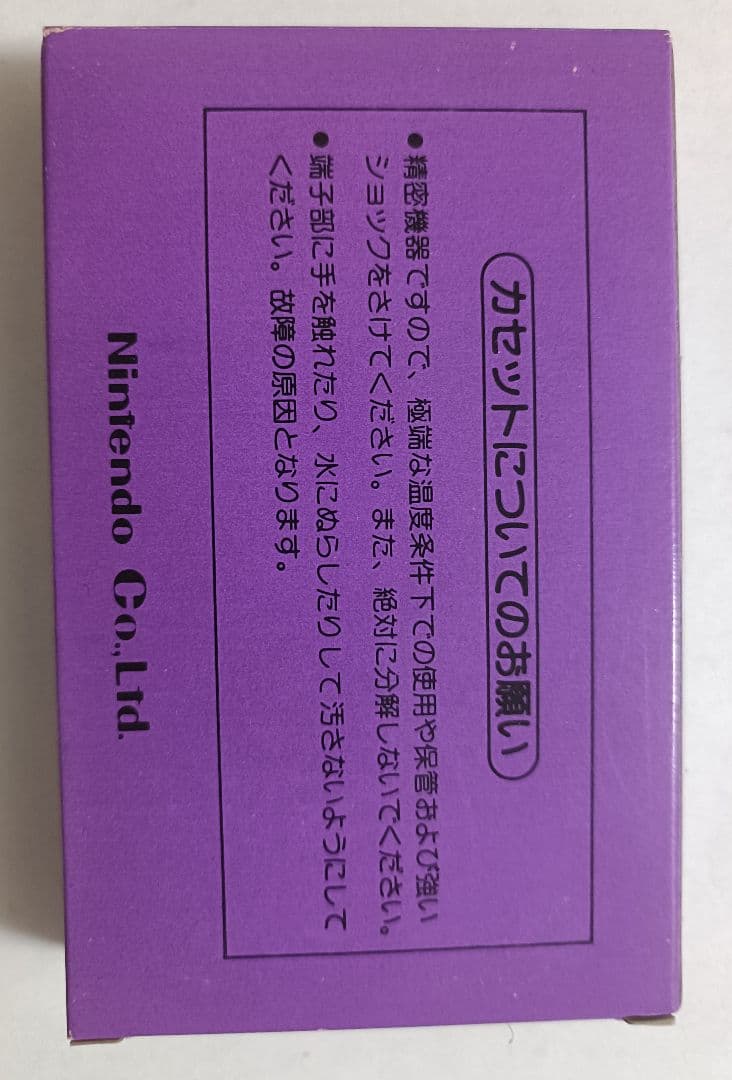 カセットについてのお願い
●精密機器ですので、極端な温度条件下での使用や保管および強い
ショックをさけてください。また、絶対に分解しないでください。
●端子部に手を触れたり、水にぬらしたりして汚さないようにして
ください。故障の原因となります。
Nintendo Co.,Ltd.